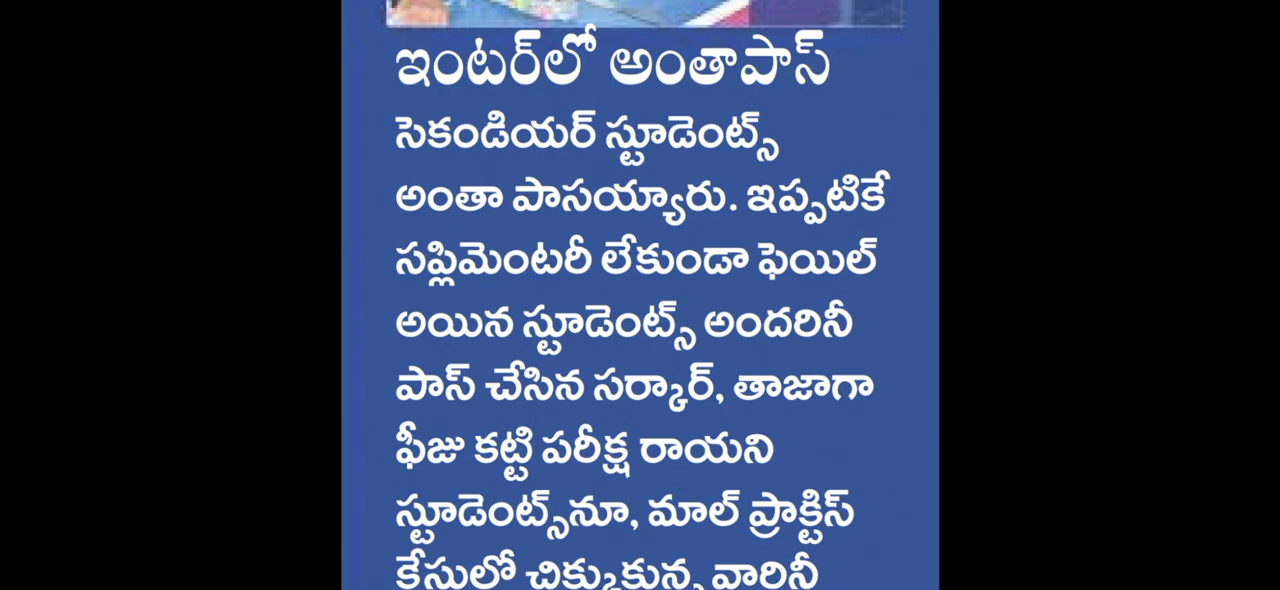 ఇంటర్‌లో అంతాపాస్
సెకండియర్ స్టూడెంట్స్
అంతా పాసయ్యారు. ఇప్పటికే
సప్లిమెంటరీ లేకుండా ఫెయిల్
అయిన స్టూడెంట్స్ అందరినీ
పాస్ చేసిన సర్కార్, తాజాగా
ఫీజు కట్టి పరీక్ష రాయని
స్టూడెంట్స్‌నూ, మాల్ ప్రాక్టిస్
కేసులో చిక్కుకున్న వారినీ